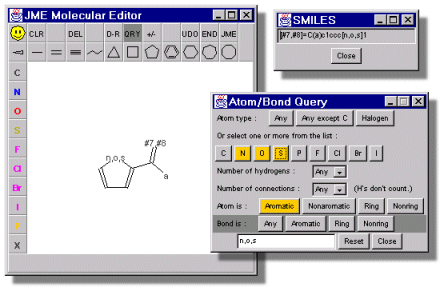 JME Molecular Editor
CLR DEL D-R QRY +/- UDO END JME
C
N
O
S
F
Cl
Br
I
X
n,o,s
#7,#8
a
SMILES
[#7,#8]=C(a)c1ccc[n,o,s]1
Close
Atom/Bond Query
Atom type : Any Any except C Halogen
Or select one or more from the list :
C N O S P F Cl Br I
Number of hydrogens : Any
Number of connections : Any (H's don't count.)
Atom is : Aromatic Nonaromatic Ring Nonring
Bond is : Any Aromatic Ring Nonring
n,o,s Reset Close